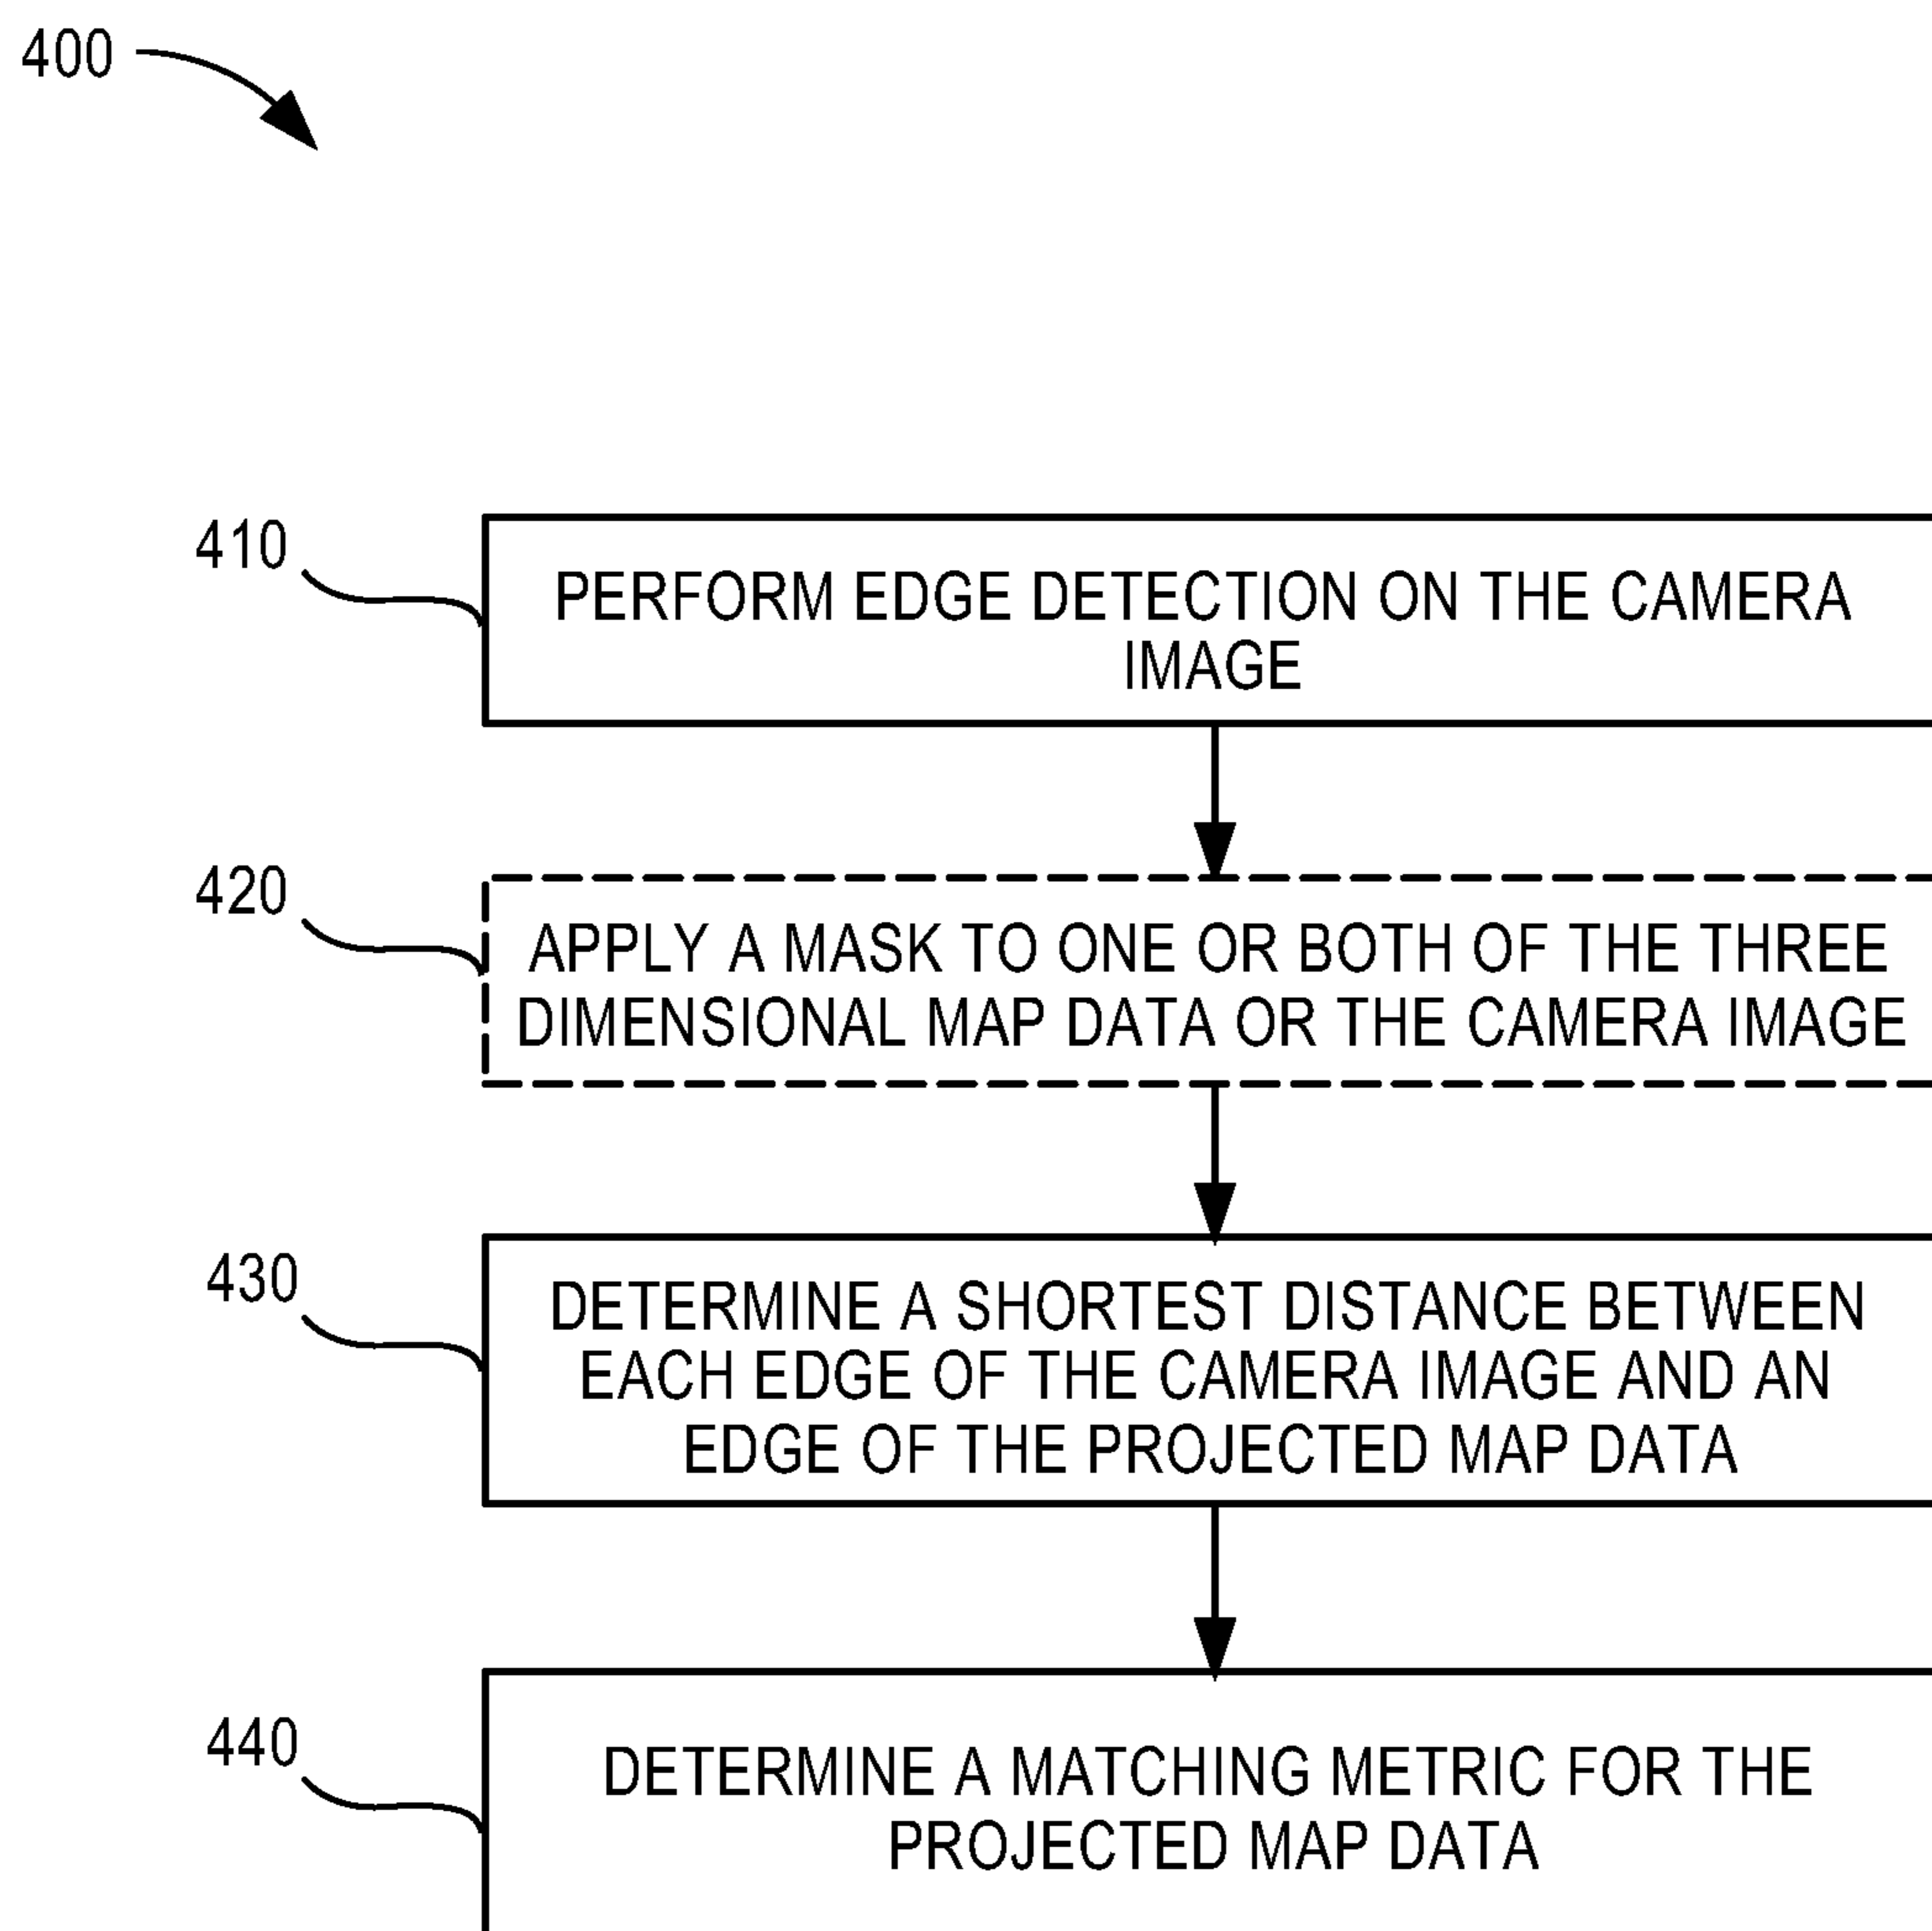 400
410
PERFORM EDGE DETECTION ON THE CAMERA
IMAGE
420
APPLY A MASK TO ONE OR BOTH OF THE THREE
DIMENSIONAL MAP DATA OR THE CAMERA IMAGE
430
DETERMINE A SHORTEST DISTANCE BETWEEN
EACH EDGE OF THE CAMERA IMAGE AND AN
EDGE OF THE PROJECTED MAP DATA
440
DETERMINE A MATCHING METRIC FOR THE
PROJECTED MAP DATA